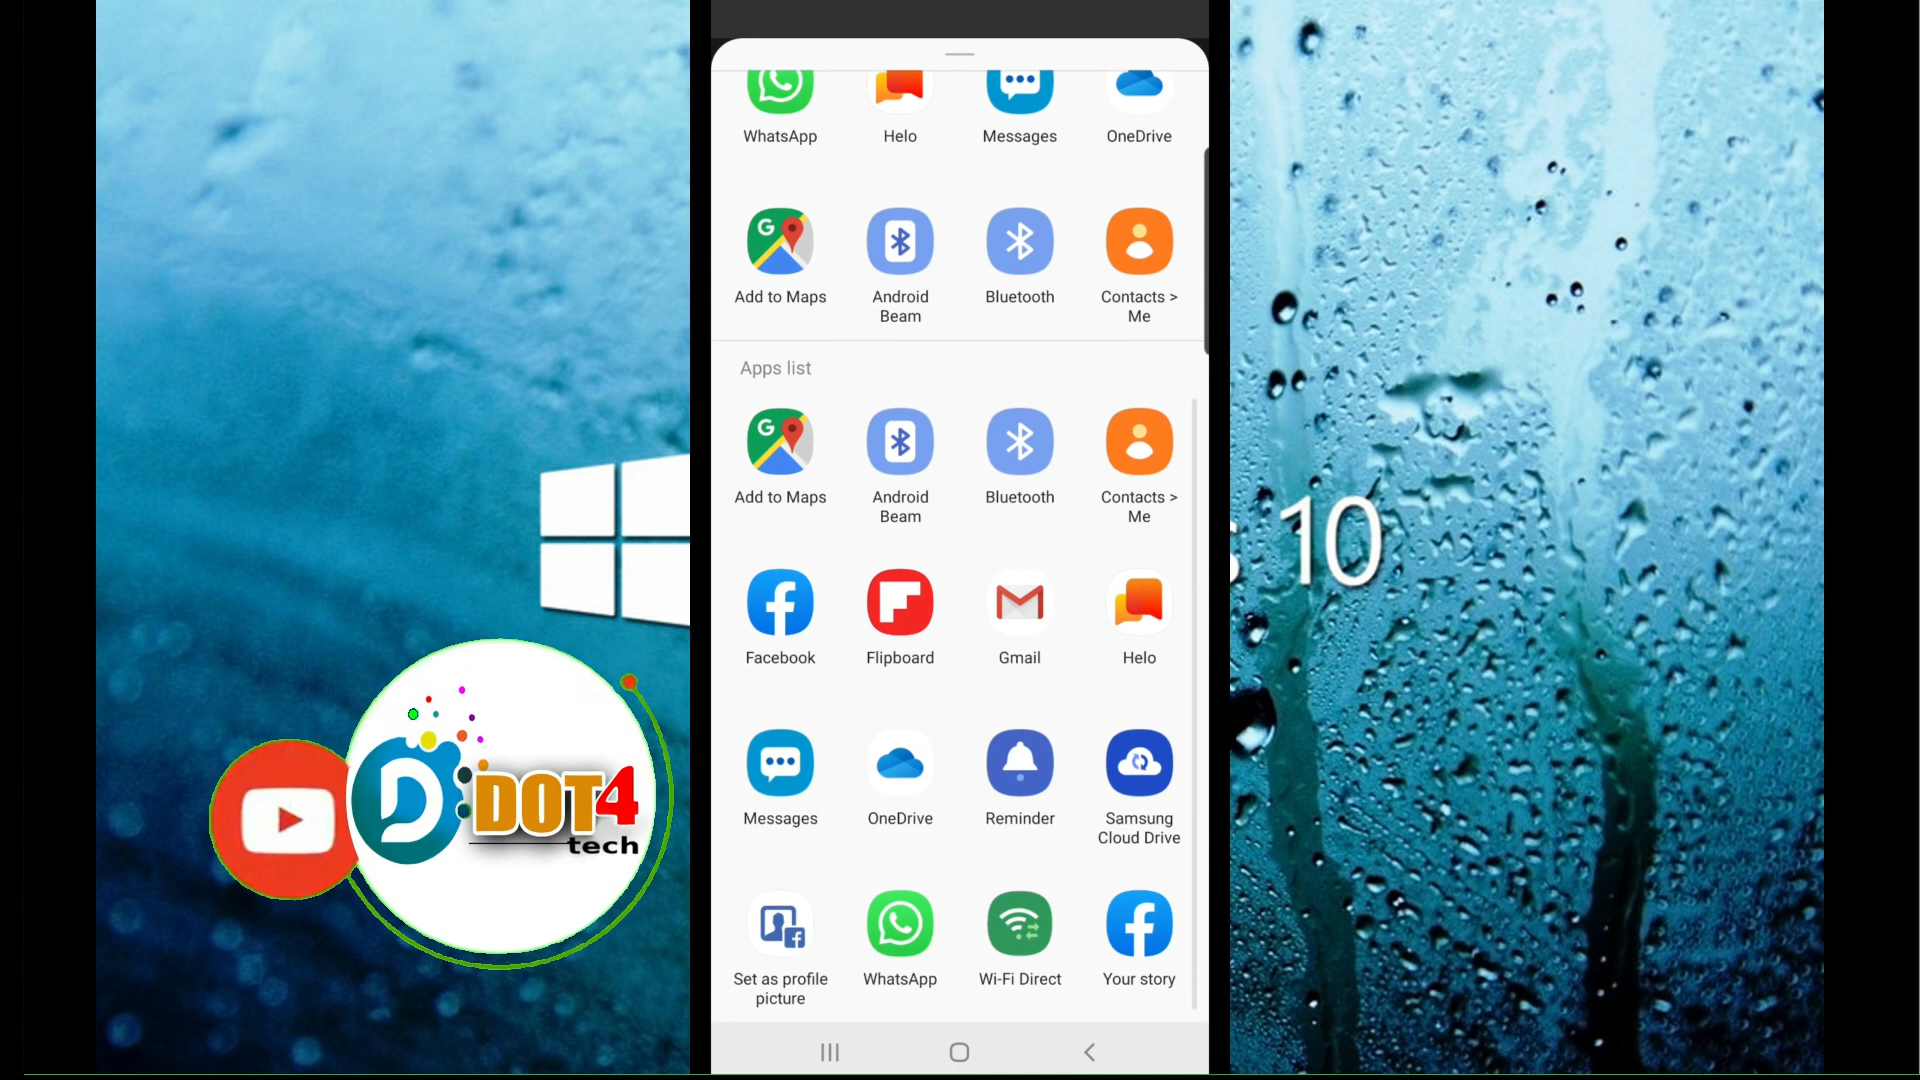 WhatsApp
Helo
Messages
OneDrive
G
Add to Maps
Android
Beam
Bluetooth
Contacts >
Me
Apps list
G
Add to Maps
Android
Beam
Bluetooth
Contacts >
Me
Facebook
Flipboard
Gmail
Helo
Messages
OneDrive
Reminder
Samsung
Cloud Drive
Set as profile
picture
WhatsApp
Wi-Fi Direct
Your story
D
DOT4
tech
s 10